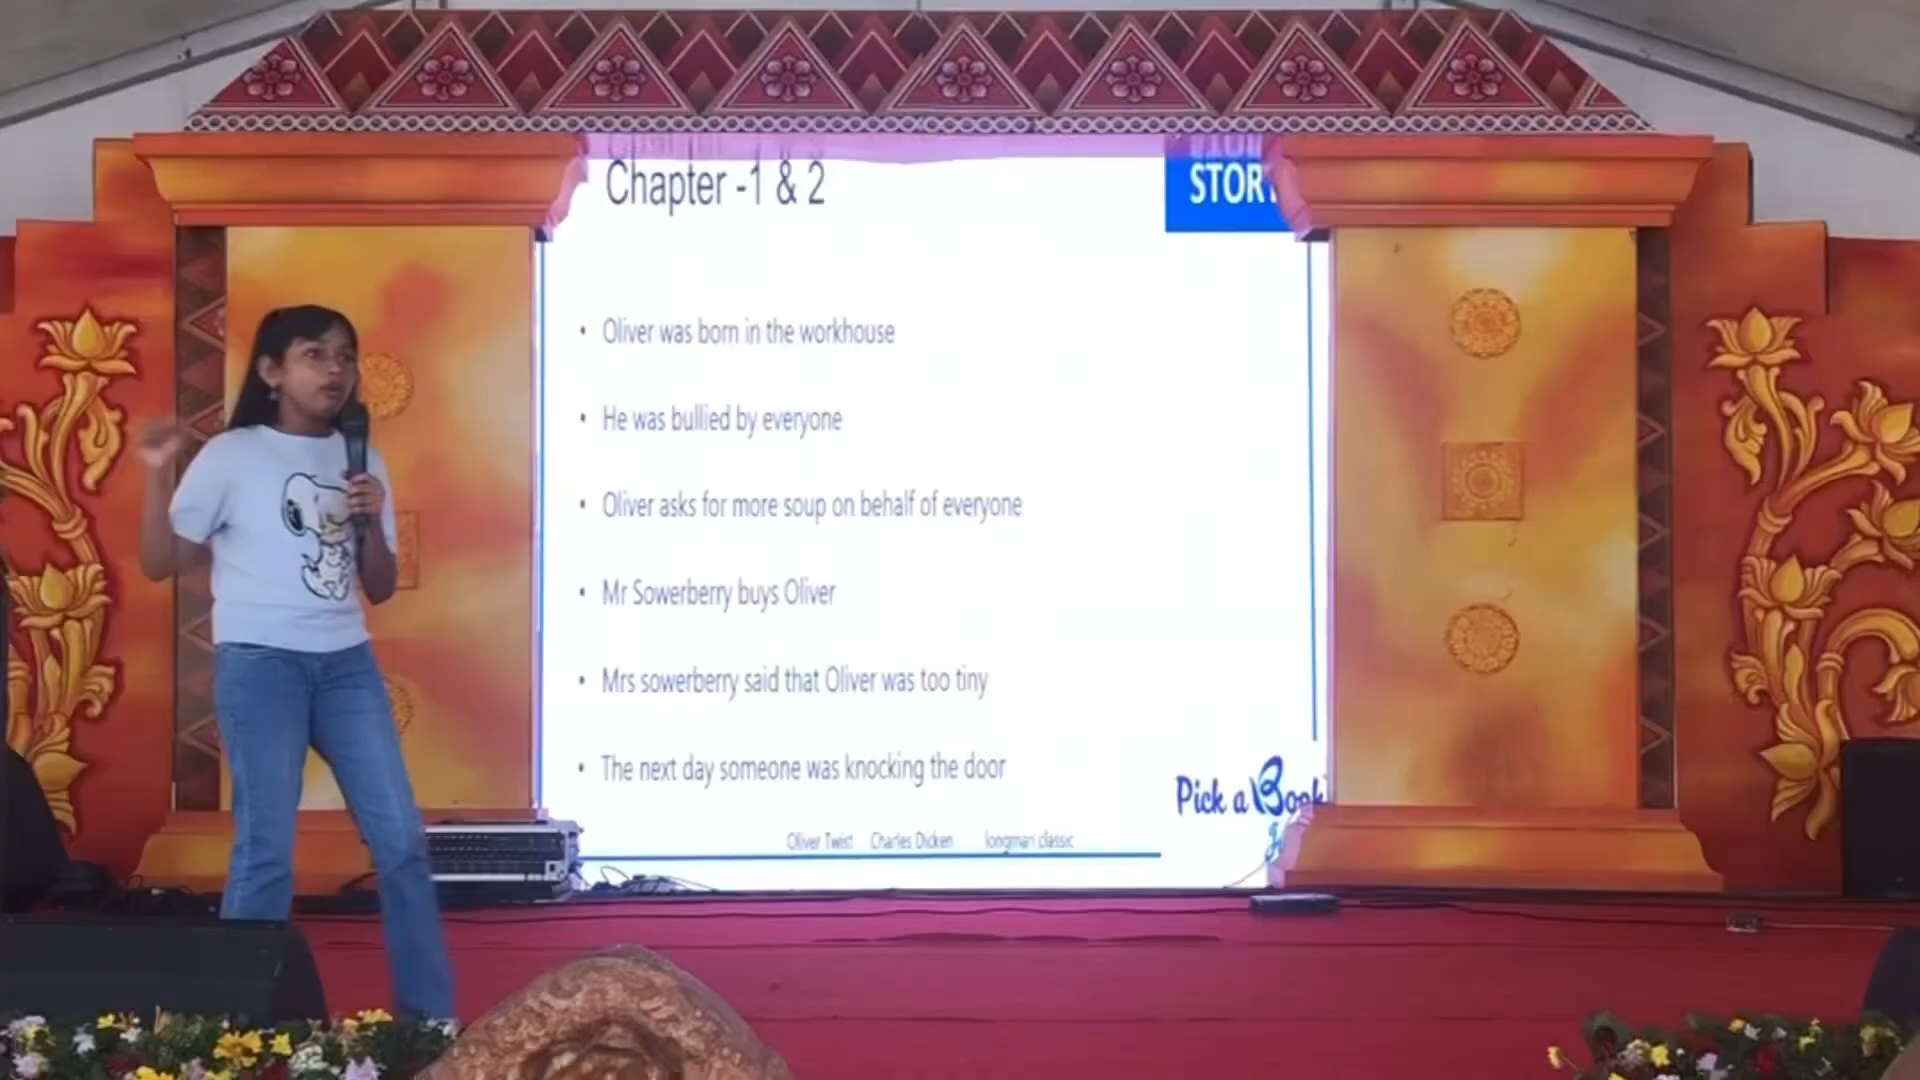 Chapter -1 & 2
STORY
Oliver was born in the workhouse
He was bullied by everyone
Oliver asks for more soup on behalf of everyone
Mr Sowerberry buys Oliver
Mrs sowerberry said that Oliver was too tiny
The next day someone was knocking the door
Pick a Book
Oliver Twist Charles Dicken longman classic